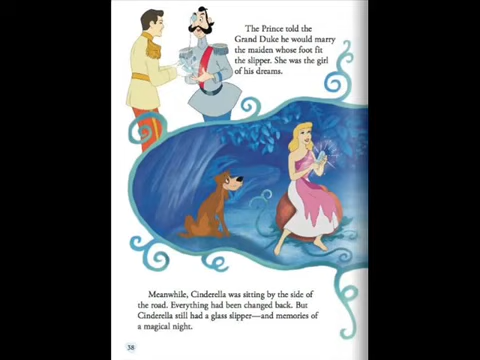 The Prince told the
Grand Duke he would marry
the maiden whose foot fit
the slipper. She was the girl
of his dreams.
Meanwhile, Cinderella was sitting by the side of
the road. Everything had been changed back. But
Cinderella still had a glass slipper—and memories of
a magical night.
38